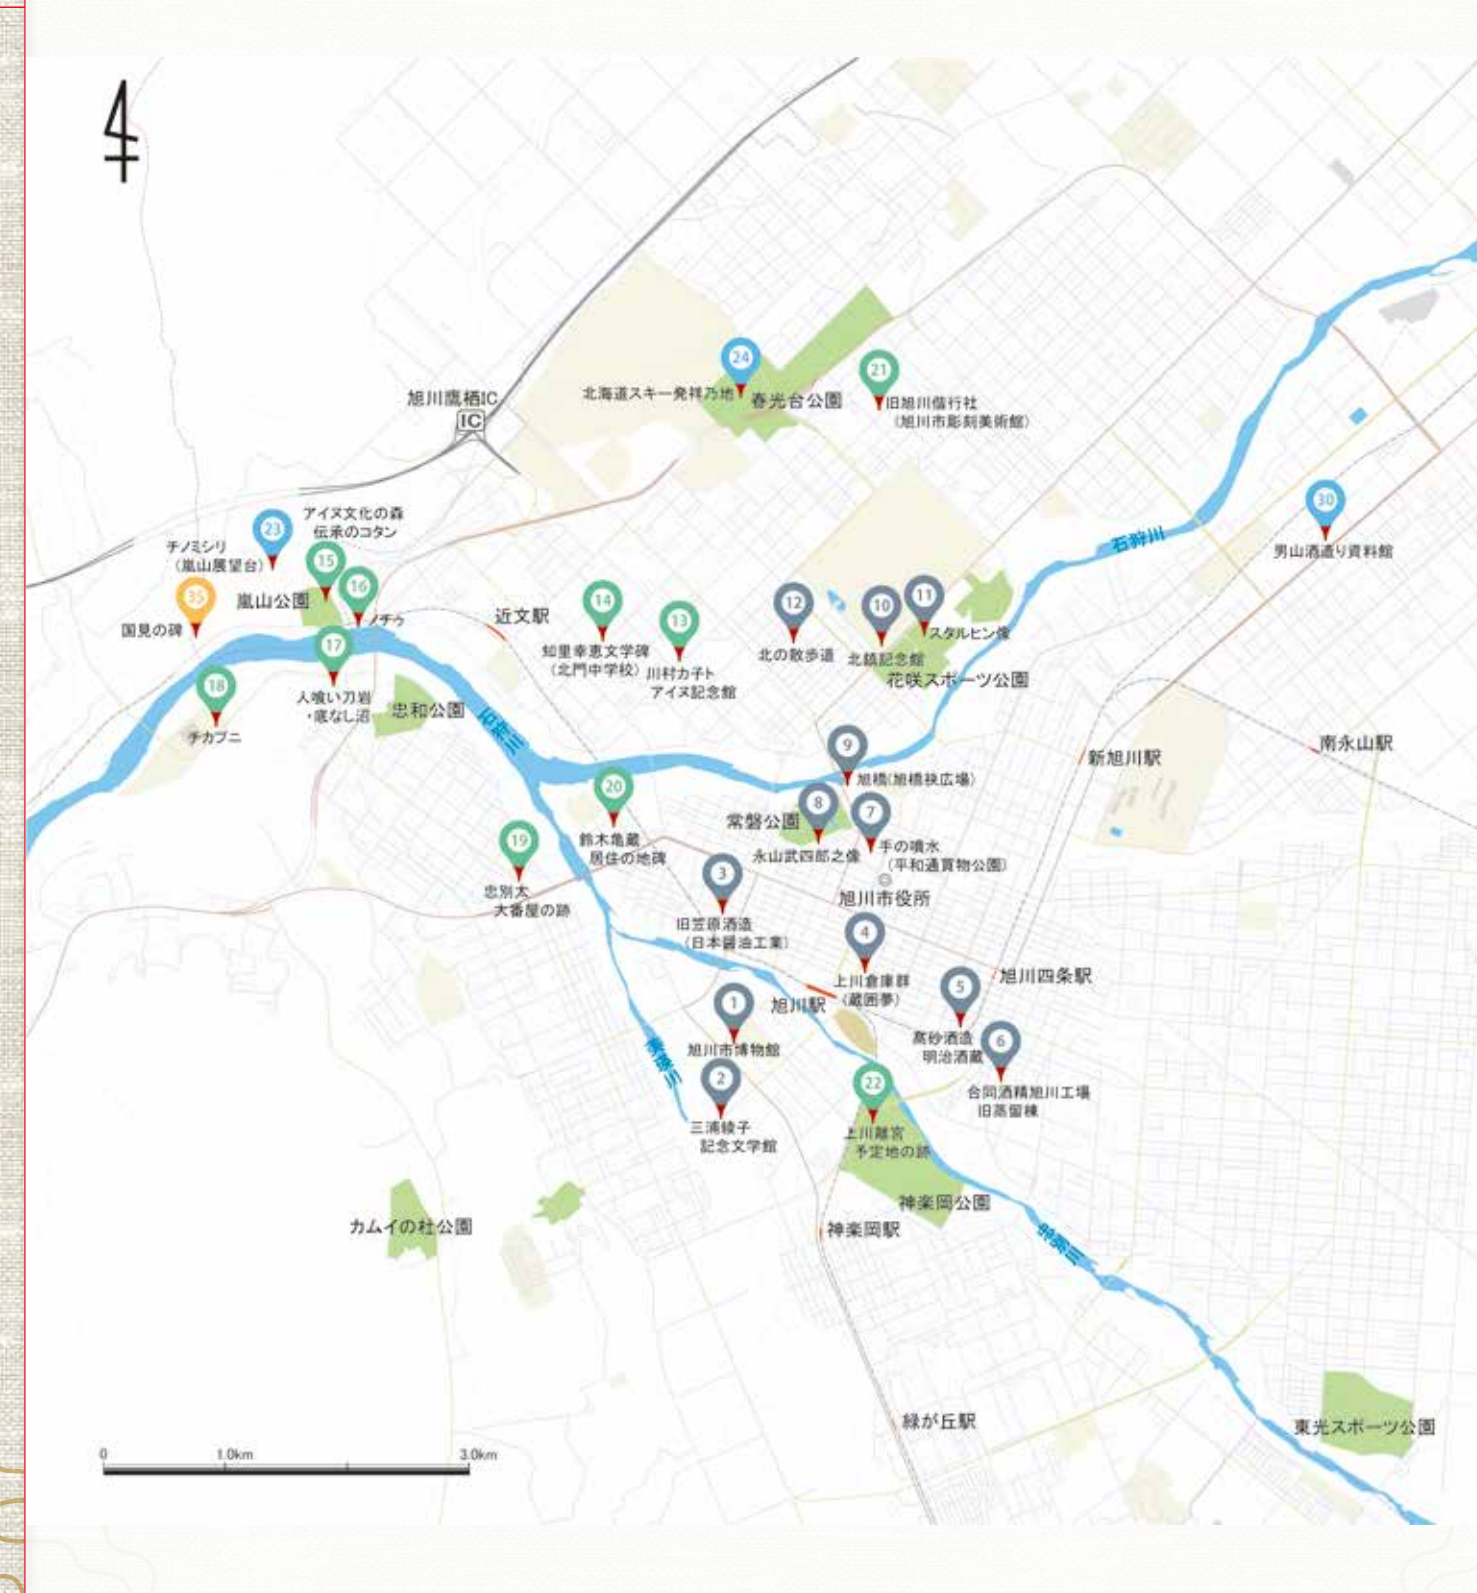 24
北海道スキー発祥乃地
春光台公園
21
旧旭川偕行社
(旭川市彫刻美術館)
旭川鷹栖IC
IC
30
男山酒造り資料館
石狩川
アイヌ文化の森
伝承のコタン
23
チノミシリ
(嵐山展望台)
15
16
嵐山公園
ノチウ
35
国見の碑
近文駅
14
知里幸恵文学碑
(北門中学校)
13
川村カ子ト
アイヌ記念館
12
北の散歩道
10
北鎮記念館
11
スタルヒン像
花咲スポーツ公園
17
人喰い刀岩
・底なし沼
18
チカプニ
忠和公園
石狩川
9
旭橋(旭橋袂広場)
新旭川駅
南永山駅
20
鈴木亀蔵
居住の地碑
常磐公園
8
永山武四郎之像
7
手の噴水
(平和通買物公園)
19
忠別太
大番屋の跡
3
旧笠原酒造
(日本醤油工業)
旭川市役所
4
上川倉庫群
(蔵囲夢)
旭川四条駅
5
髙砂酒造
明治酒蔵
1
旭川市博物館
旭川駅
美瑛川
6
合同酒精旭川工場
旧蒸留棟
2
三浦綾子
記念文学館
22
上川離宮
予定地の跡
神楽岡公園
神楽岡駅
カムイの杜公園
忠別川
緑が丘駅
東光スポーツ公園
0 1.0km 3.0km